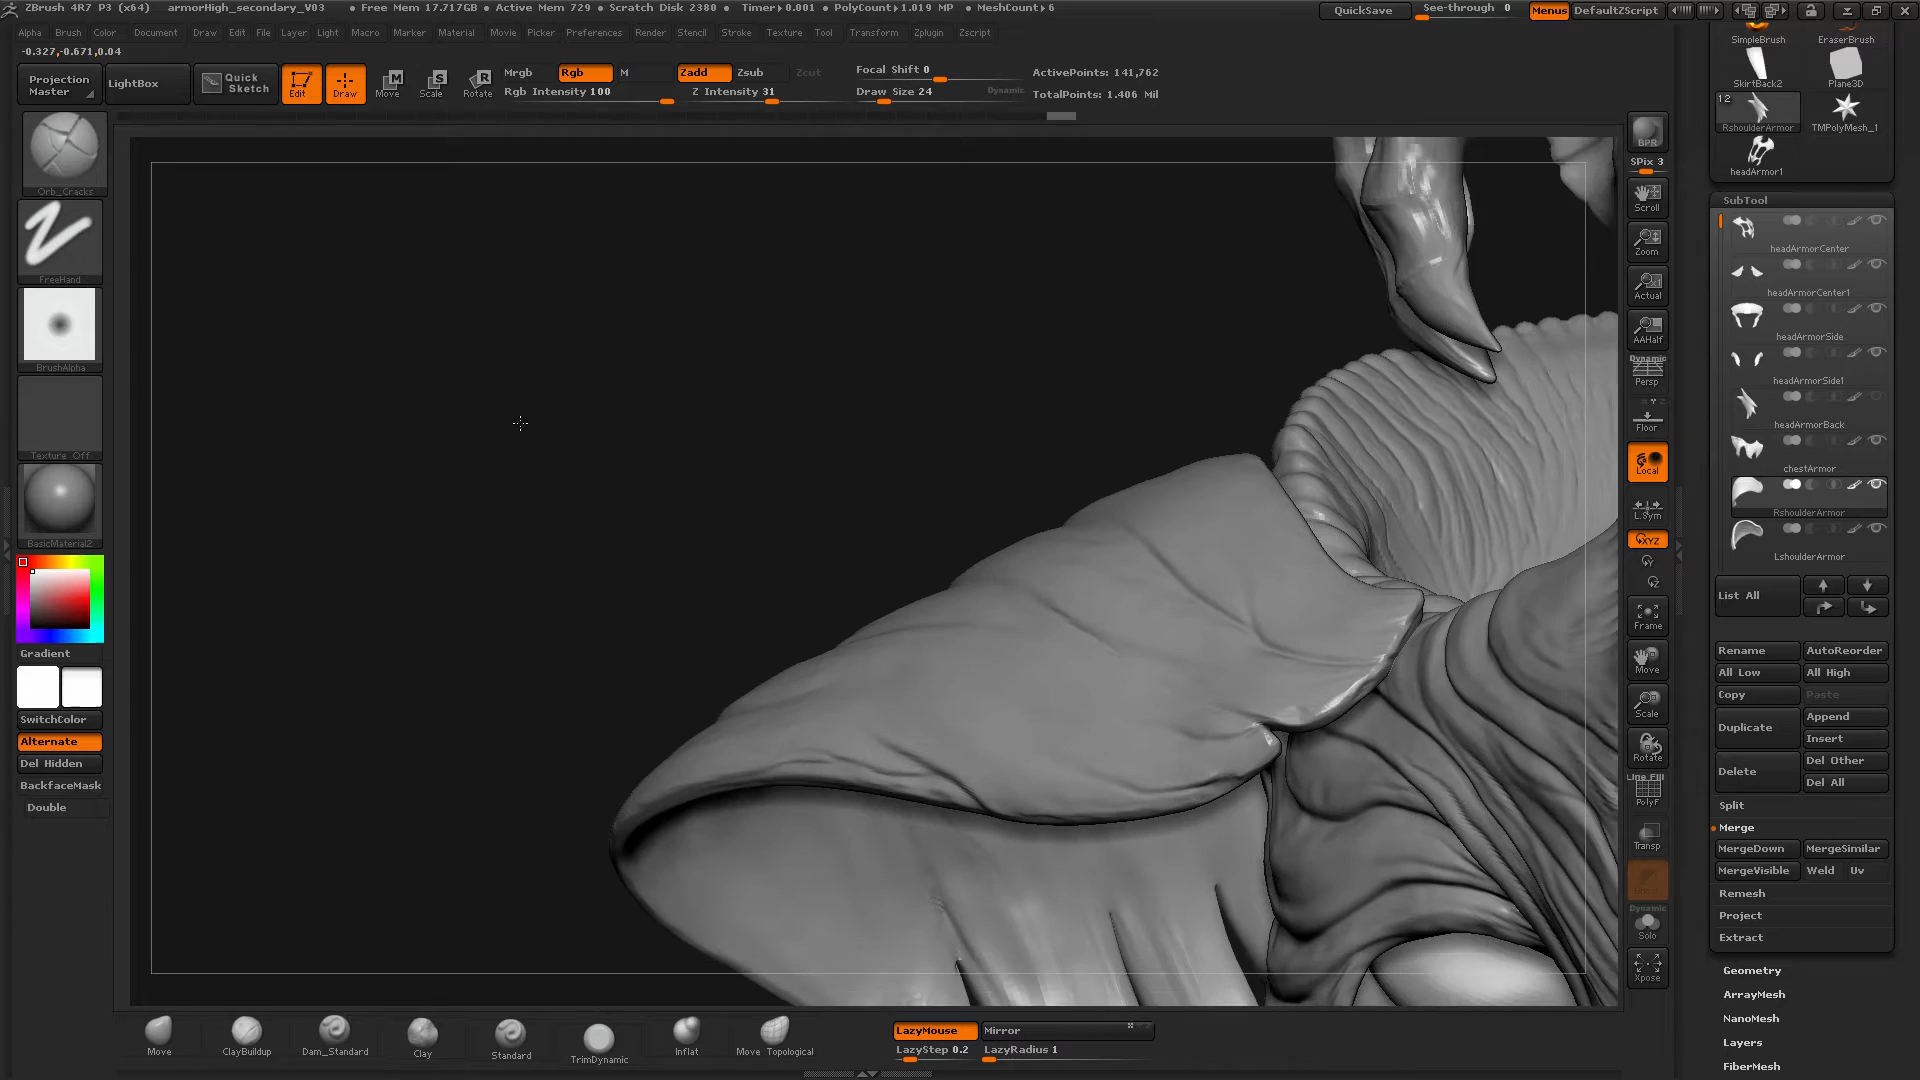 ZBrush 4R7 P3 (x64) armorHigh_secondary_V03 • Free Mem 17.717GB • Active Mem 729 • Scratch Disk 2380 • Timer▸0.001 • PolyCount▸1.019 MP • MeshCount▸6 QuickSave See-through 0 Menus DefaultZScript
Alpha Brush Color Document Draw Edit File Layer Light Macro Marker Material Movie Picker Preferences Render Stencil Stroke Texture Tool Transform Zplugin Zscript
-0.327,-0.671,0.04
Projection Master
LightBox
Quick Sketch
Edit
Draw
Move
Scale
Rotate
Mrgb Rgb M
Rgb Intensity 100
Zadd Zsub Zcut
Z Intensity 31
Focal Shift 0
Draw Size 24
Dynamic
ActivePoints: 141,762
TotalPoints: 1.406 Mil
Orb_Cracks
FreeHand
BrushAlpha
Texture Off
BasicMaterial2
Gradient
SwitchColor
Alternate
Del Hidden
BackfaceMask
Double
BPR
SPix 3
Scroll
Zoom
Actual
AAHalf
Dynamic
Persp
Floor
Local
L.Sym
XYZ
Y
Z
Frame
Move
Scale
Rotate
Line Fill
PolyF
Transp
Dynamic
Solo
Xpose
SimpleBrush
EraserBrush
SkirtBack2
Plane3D
12
RshoulderArmor
TMPolyMesh_1
headArmor1
SubTool
headArmorCenter
headArmorCenter1
headArmorSide
headArmorSide1
headArmorBack
chestArmor
RshoulderArmor
LshoulderArmor
List All
Rename AutoReorder
All Low All High
Copy Paste
Duplicate Append
Insert
Delete Del Other
Del All
Split
Merge
MergeDown MergeSimilar
MergeVisible Weld Uv
Remesh
Project
Extract
Geometry
ArrayMesh
NanoMesh
Layers
FiberMesh
Move
ClayBuildup
Dam_Standard
Clay
Standard
TrimDynamic
Inflat
Move Topological
LazyMouse Mirror
LazyStep 0.2 LazyRadius 1